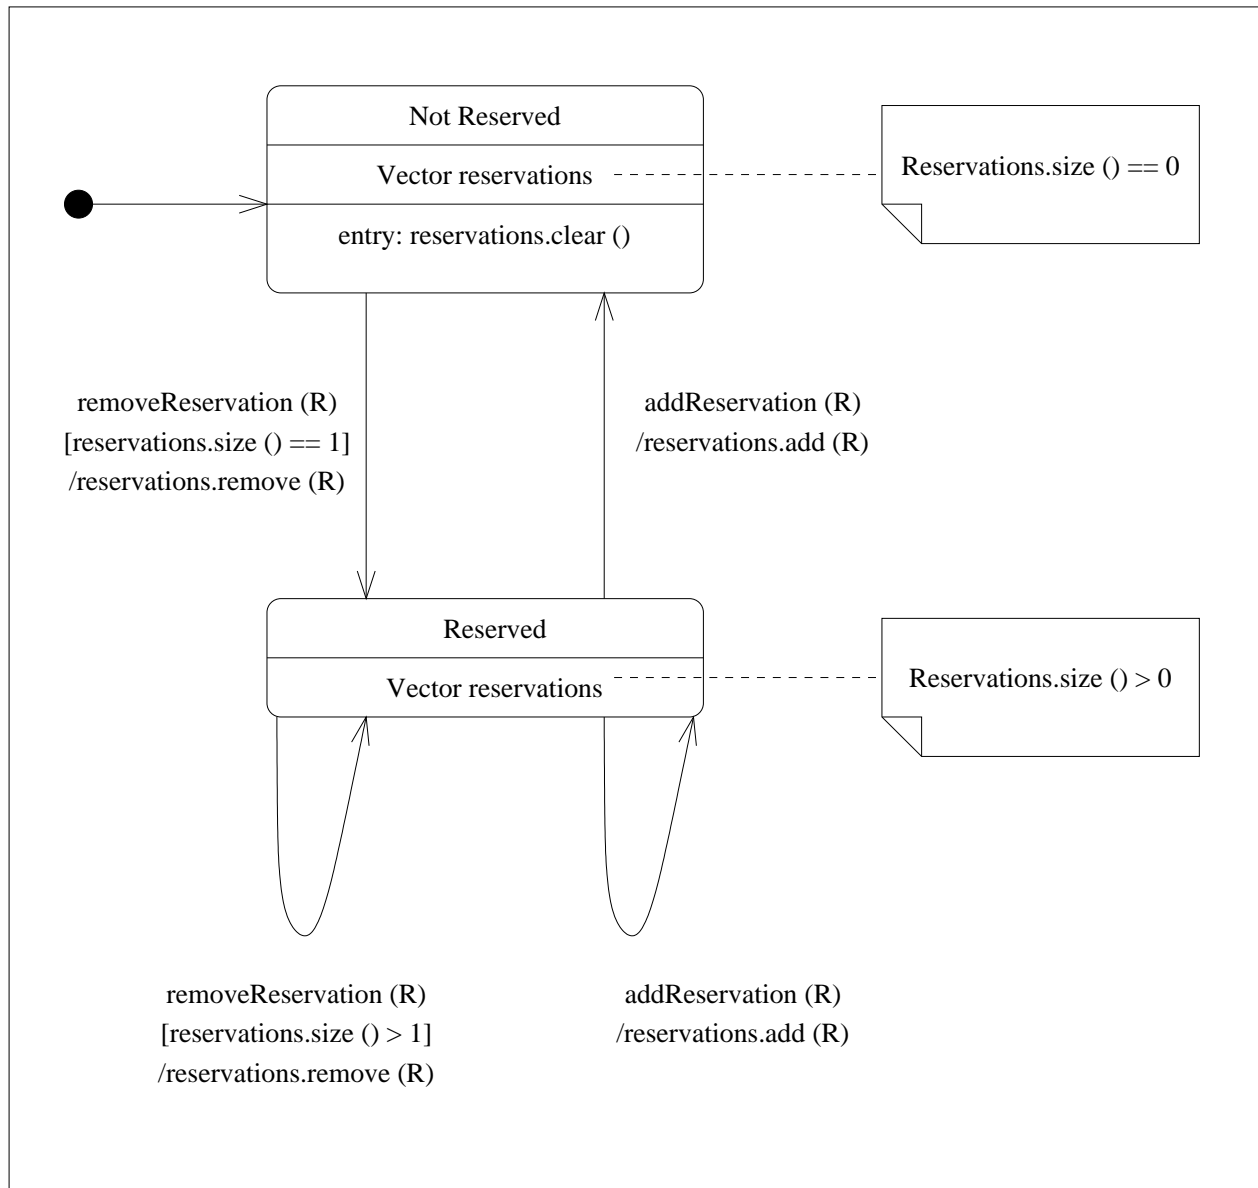 Not Reserved
Vector reservations
entry: reservations.clear ()
Reservations.size () == 0
removeReservation (R)
[reservations.size () == 1]
/reservations.remove (R)
addReservation (R)
/reservations.add (R)
Reserved
Vector reservations
Reservations.size () > 0
removeReservation (R)
[reservations.size () > 1]
/reservations.remove (R)
addReservation (R)
/reservations.add (R)